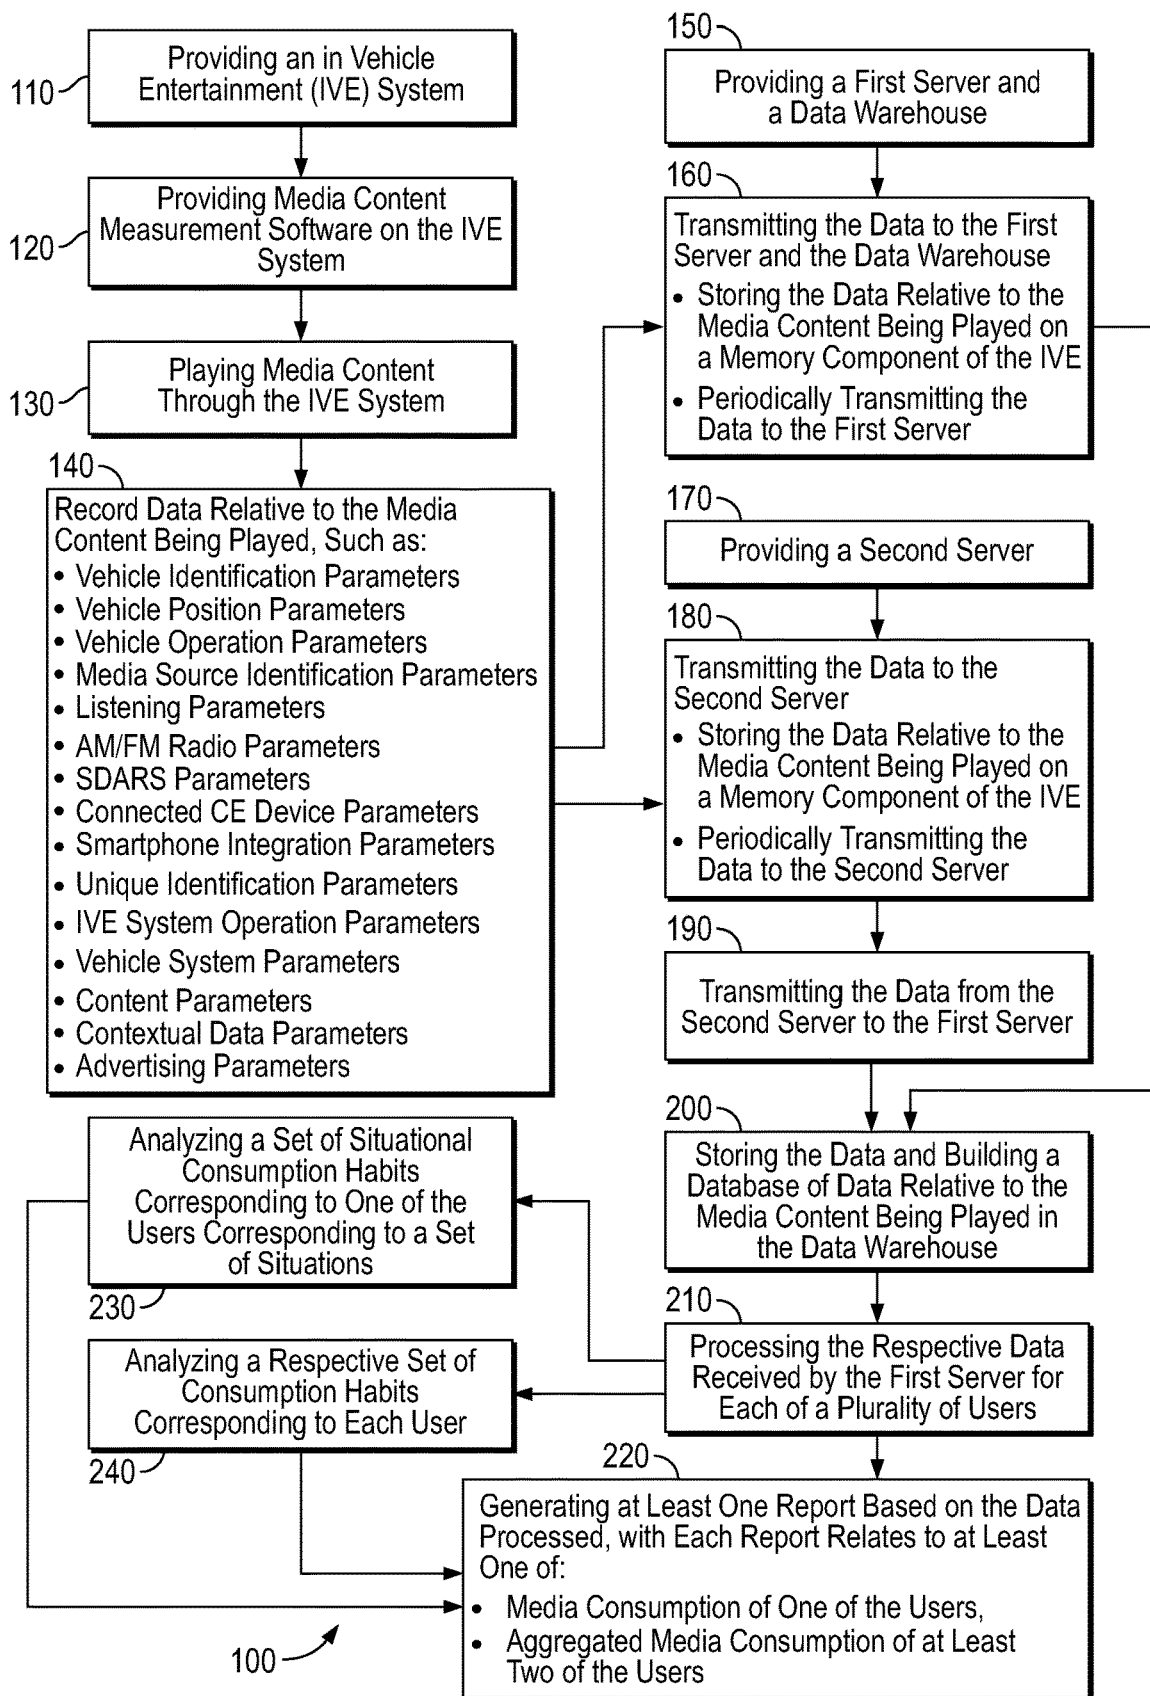 110
Providing an in Vehicle
Entertainment (IVE) System
120
Providing Media Content
Measurement Software on the IVE
System
130
Playing Media Content
Through the IVE System
140
Record Data Relative to the Media
Content Being Played, Such as:
• Vehicle Identification Parameters
• Vehicle Position Parameters
• Vehicle Operation Parameters
• Media Source Identification Parameters
• Listening Parameters
• AM/FM Radio Parameters
• SDARS Parameters
• Connected CE Device Parameters
• Smartphone Integration Parameters
• Unique Identification Parameters
• IVE System Operation Parameters
• Vehicle System Parameters
• Content Parameters
• Contextual Data Parameters
• Advertising Parameters
150
Providing a First Server and
a Data Warehouse
160
Transmitting the Data to the First
Server and the Data Warehouse
• Storing the Data Relative to the
Media Content Being Played on
a Memory Component of the IVE
• Periodically Transmitting the
Data to the First Server
170
Providing a Second Server
180
Transmitting the Data to the
Second Server
• Storing the Data Relative to the
Media Content Being Played on
a Memory Component of the IVE
• Periodically Transmitting the
Data to the Second Server
190
Transmitting the Data from the
Second Server to the First Server
200
Storing the Data and Building a
Database of Data Relative to the
Media Content Being Played in
the Data Warehouse
210
Processing the Respective Data
Received by the First Server for
Each of a Plurality of Users
Analyzing a Set of Situational
Consumption Habits
Corresponding to One of the
Users Corresponding to a Set
of Situations
230
Analyzing a Respective Set of
Consumption Habits
Corresponding to Each User
240
220
Generating at Least One Report Based on the Data
Processed, with Each Report Relates to at Least
One of:
• Media Consumption of One of the Users,
• Aggregated Media Consumption of at Least
Two of the Users
100